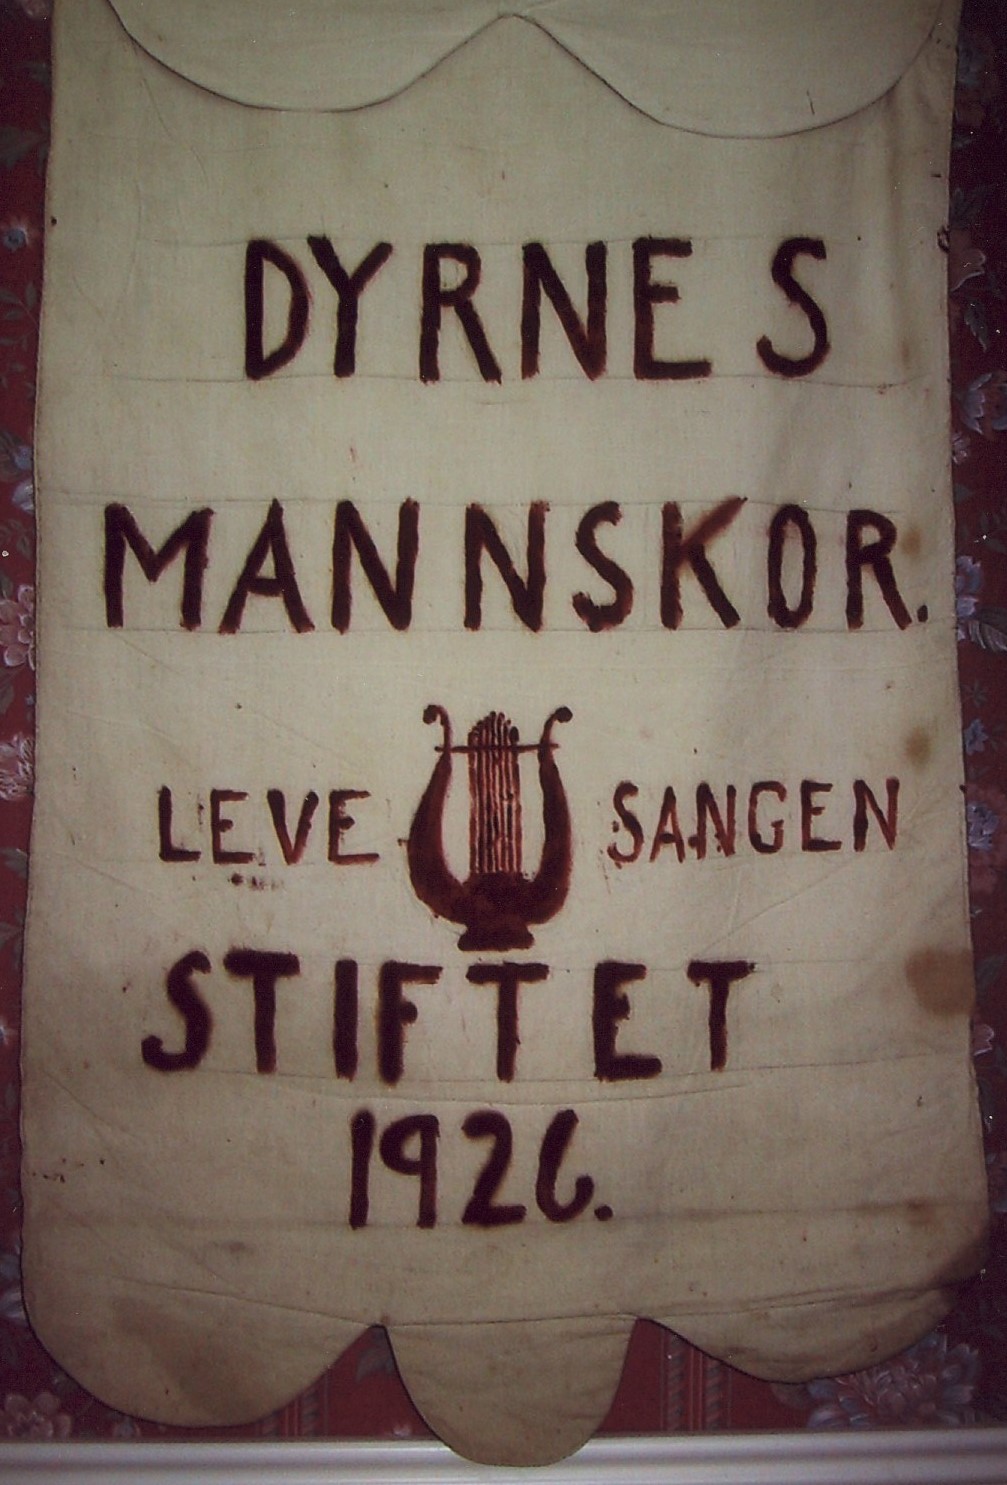 DYRNES
MANNSKOR.
LEVE SANGEN
STIFTET
1926.